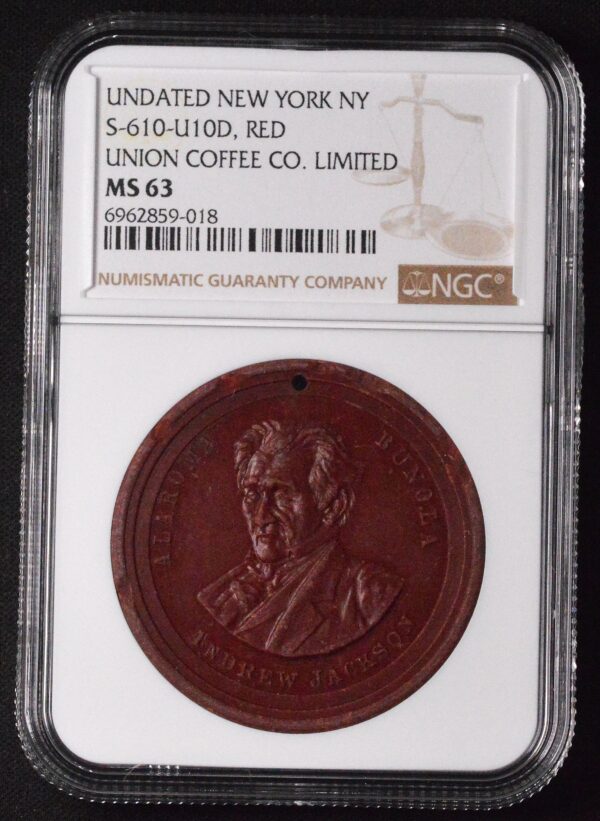 UNDATED NEW YORK NY
S-610-U10D, RED
UNION COFFEE CO. LIMITED
MS 63
6962859-018
NUMISMATIC GUARANTY COMPANY
NGC®
ALAROMA BUNOLA
ANDREW JACKSON